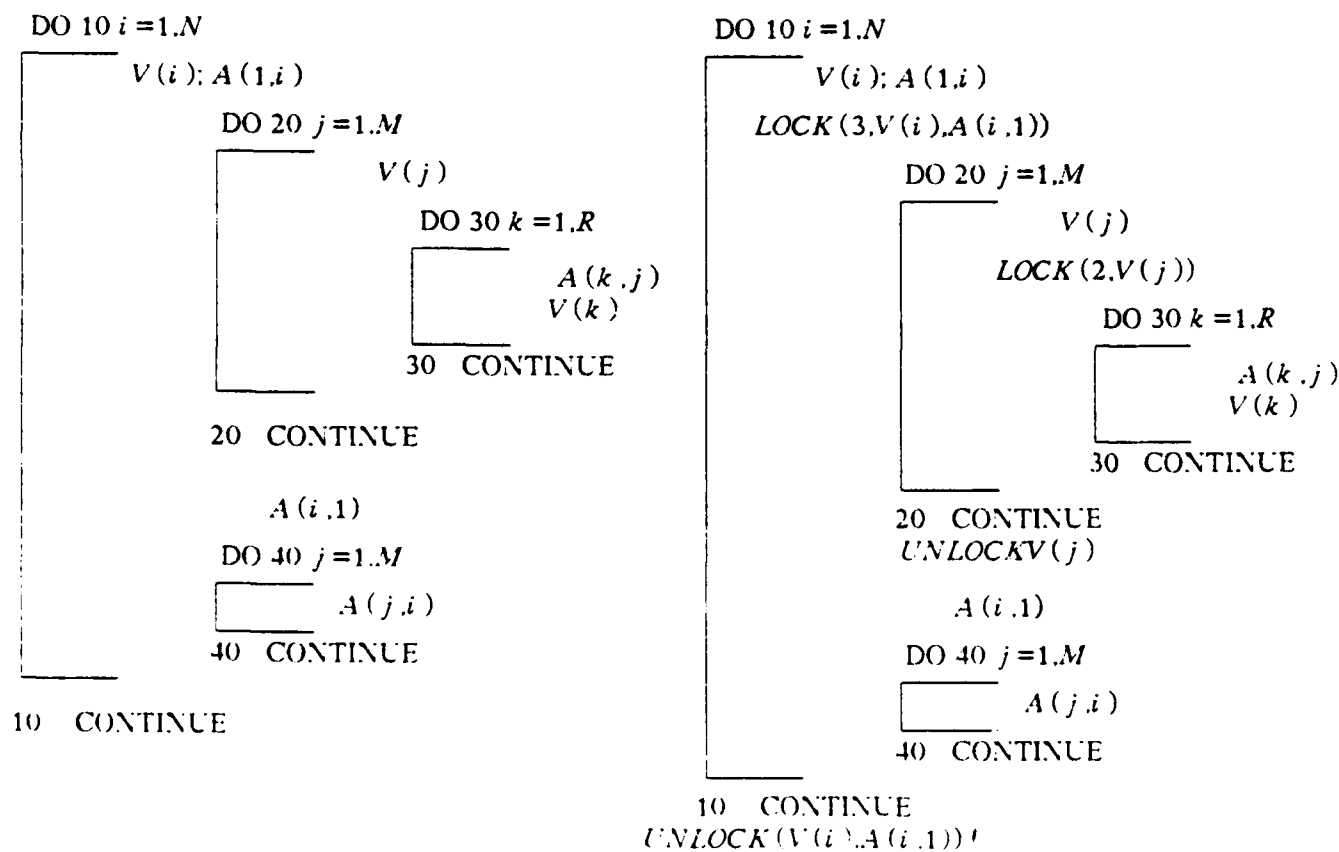 DO 10 i=1,N
V(i); A(1,i)
DO 20 j=1,M
V(j)
DO 30 k=1,R
A(k,j)
V(k)
30 CONTINUE
20 CONTINUE
A(i,1)
DO 40 j=1,M
A(j,i)
40 CONTINUE
10 CONTINUE
DO 10 i=1,N
V(i); A(1,i)
LOCK(3,V(i),A(i,1))
DO 20 j=1,M
V(j)
LOCK(2,V(j))
DO 30 k=1,R
A(k,j)
V(k)
30 CONTINUE
20 CONTINUE
UNLOCKV(j)
A(i,1)
DO 40 j=1,M
A(j,i)
40 CONTINUE
10 CONTINUE
UNLOCK(V(i),A(i,1))